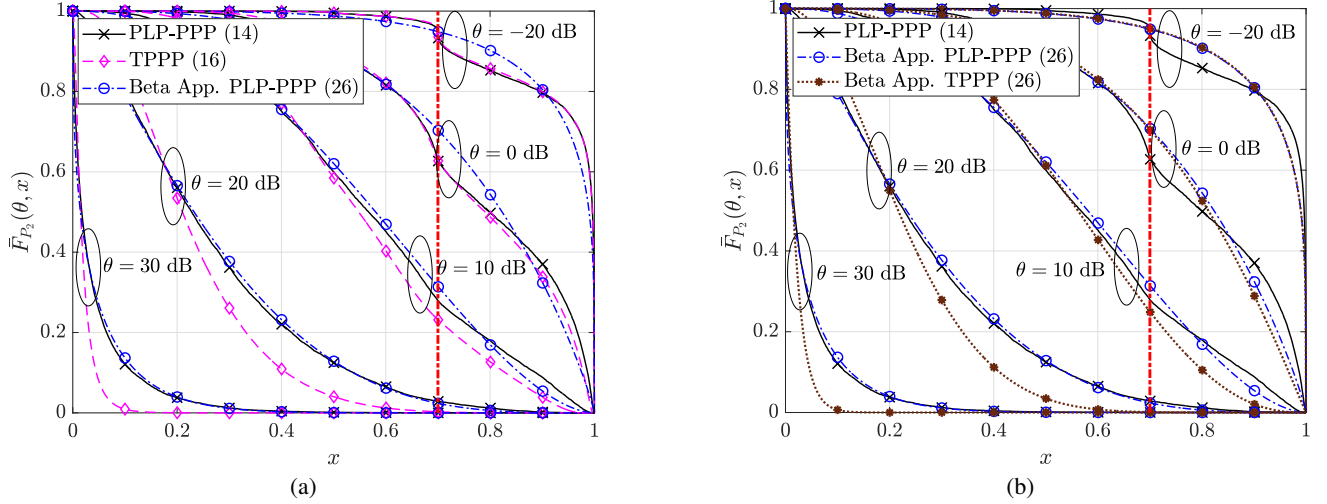 1
0.8
0.6
0.4
0.2
0
0 0.2 0.4 0.6 0.8 1
F̄_{P_2}(θ, x)
x
PLP-PPP (14)
TPPP (16)
Beta App. PLP-PPP (26)
θ = −20 dB
θ = 0 dB
θ = 20 dB
θ = 10 dB
θ = 30 dB
(a)
1
0.8
0.6
0.4
0.2
0
0 0.2 0.4 0.6 0.8 1
F̄_{P_2}(θ, x)
x
PLP-PPP (14)
Beta App. PLP-PPP (26)
Beta App. TPPP (26)
θ = −20 dB
θ = 0 dB
θ = 20 dB
θ = 10 dB
θ = 30 dB
(b)